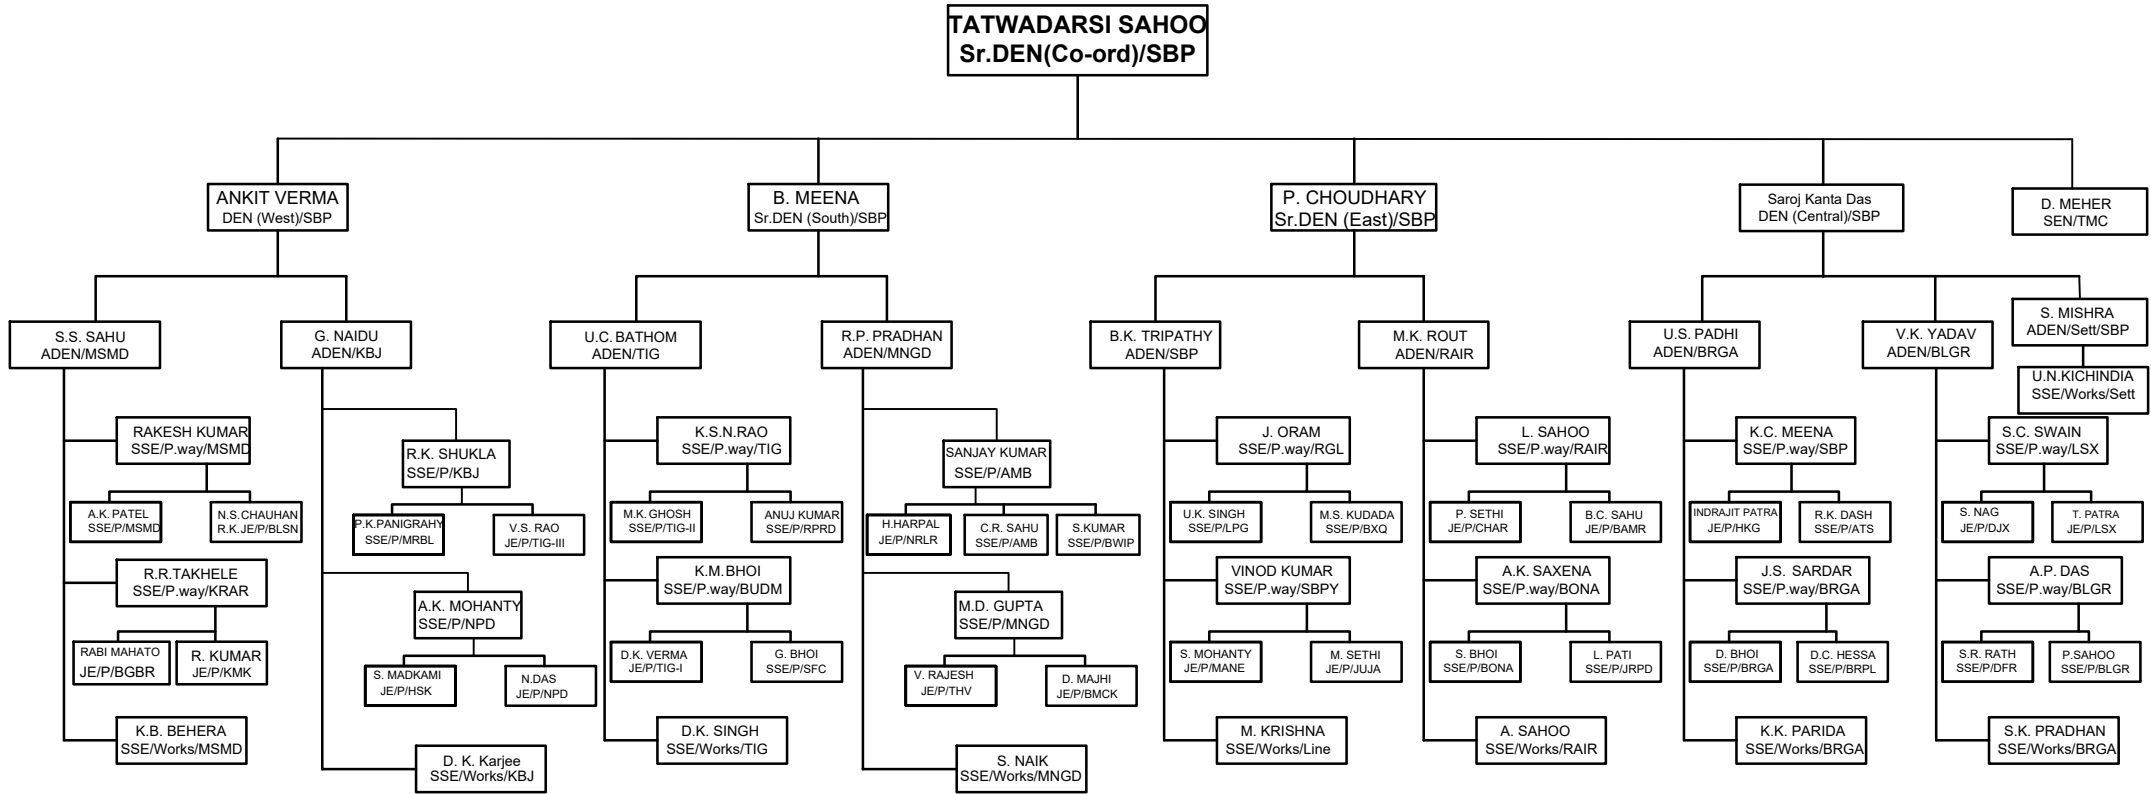 TATWADARSI SAHOO
Sr.DEN(Co-ord)/SBP
ANKIT VERMA
DEN (West)/SBP
B. MEENA
Sr.DEN (South)/SBP
P. CHOUDHARY
Sr.DEN (East)/SBP
Saroj Kanta Das
DEN (Central)/SBP
D. MEHER
SEN/TMC
S.S. SAHU
ADEN/MSMD
G. NAIDU
ADEN/KBJ
U.C. BATHOM
ADEN/TIG
R.P. PRADHAN
ADEN/MNGD
B.K. TRIPATHY
ADEN/SBP
M.K. ROUT
ADEN/RAIR
U.S. PADHI
ADEN/BRGA
V.K. YADAV
ADEN/BLGR
S. MISHRA
ADEN/Sett/SBP
U.N.KICHINDIA
SSE/Works/Sett
RAKESH KUMAR
SSE/P.way/MSMD
A.K. PATEL
SSE/P/MSMD
N.S.CHAUHAN
R.K.JE/P/BLSN
R.R.TAKHELE
SSE/P.way/KRAR
RABI MAHATO
JE/P/BGBR
R. KUMAR
JE/P/KMK
K.B. BEHERA
SSE/Works/MSMD
R.K. SHUKLA
SSE/P/KBJ
P.K.PANIGRAHY
SSE/P/MRBL
V.S. RAO
JE/P/TIG-III
A.K. MOHANTY
SSE/P/NPD
S. MADKAMI
JE/P/HSK
N.DAS
JE/P/NPD
D. K. Karjee
SSE/Works/KBJ
K.S.N.RAO
SSE/P.way/TIG
M.K. GHOSH
SSE/P/TIG-II
ANUJ KUMAR
SSE/P/RPRD
K.M.BHOI
SSE/P.way/BUDM
D.K. VERMA
JE/P/TIG-I
G. BHOI
SSE/P/SFC
D.K. SINGH
SSE/Works/TIG
SANJAY KUMAR
SSE/P/AMB
H.HARPAL
JE/P/NRLR
C.R. SAHU
SSE/P/AMB
S.KUMAR
SSE/P/BWIP
M.D. GUPTA
SSE/P/MNGD
V. RAJESH
JE/P/THV
D. MAJHI
JE/P/BMCK
S. NAIK
SSE/Works/MNGD
J. ORAM
SSE/P.way/RGL
U.K. SINGH
SSE/P/LPG
M.S. KUDADA
SSE/P/BXQ
VINOD KUMAR
SSE/P.way/SBPY
S. MOHANTY
JE/P/MANE
M. SETHI
JE/P/JUJA
M. KRISHNA
SSE/Works/Line
L. SAHOO
SSE/P.way/RAIR
P. SETHI
JE/P/CHAR
B.C. SAHU
JE/P/BAMR
A.K. SAXENA
SSE/P.way/BONA
S. BHOI
SSE/P/BONA
L. PATI
SSE/P/JRPD
A. SAHOO
SSE/Works/RAIR
K.C. MEENA
SSE/P.way/SBP
INDRAJIT PATRA
JE/P/HKG
R.K. DASH
SSE/P/ATS
J.S. SARDAR
SSE/P.way/BRGA
D. BHOI
SSE/P/BRGA
D.C. HESSA
SSE/P/BRPL
K.K. PARIDA
SSE/Works/BRGA
S.C. SWAIN
SSE/P.way/LSX
S. NAG
JE/P/DJX
T. PATRA
JE/P/LSX
A.P. DAS
SSE/P.way/BLGR
S.R. RATH
SSE/P/DFR
P.SAHOO
SSE/P/BLGR
S.K. PRADHAN
SSE/Works/BRGA